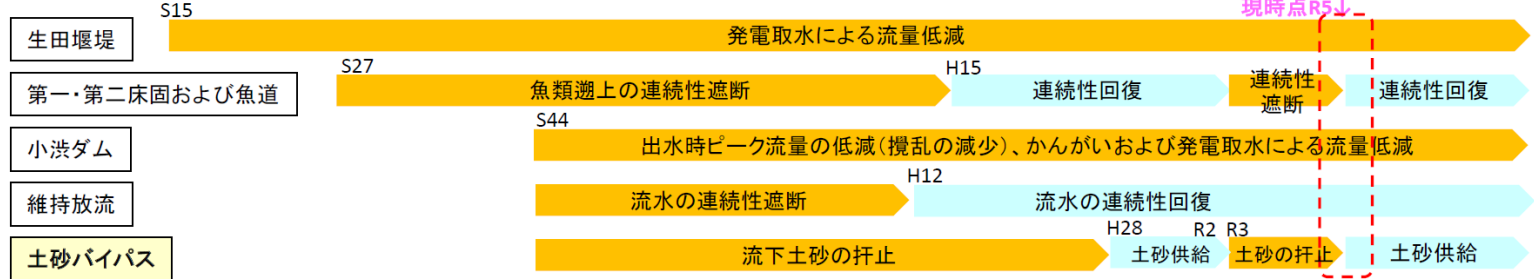 S15
現時点R5↓
生田堰堤
発電取水による流量低減
S27
H15
第一・第二床固および魚道
魚類遡上の連続性遮断
連続性回復
連続性
遮断
連続性回復
S44
小渋ダム
出水時ピーク流量の低減(攪乱の減少)、かんがいおよび発電取水による流量低減
H12
維持放流
流水の連続性遮断
流水の連続性回復
H28
R2
R3
土砂バイパス
流下土砂の扞止
土砂供給
土砂の扞止
土砂供給